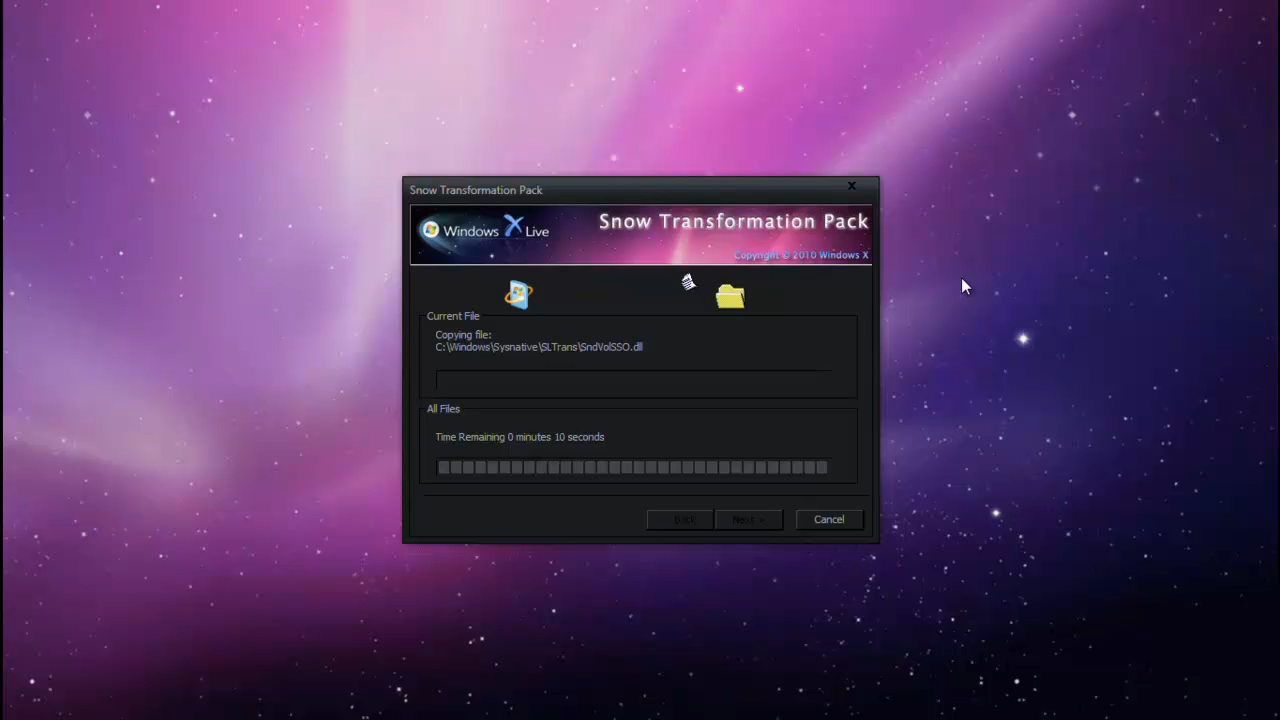 Snow Transformation Pack
Windows X Live
Snow Transformation Pack
Copyright © 2010 Windows X
Current File
Copying file:
C:\Windows\Sysnative\SLTrans\SndVolSSO.dll
All Files
Time Remaining 0 minutes 10 seconds
Next >
Cancel